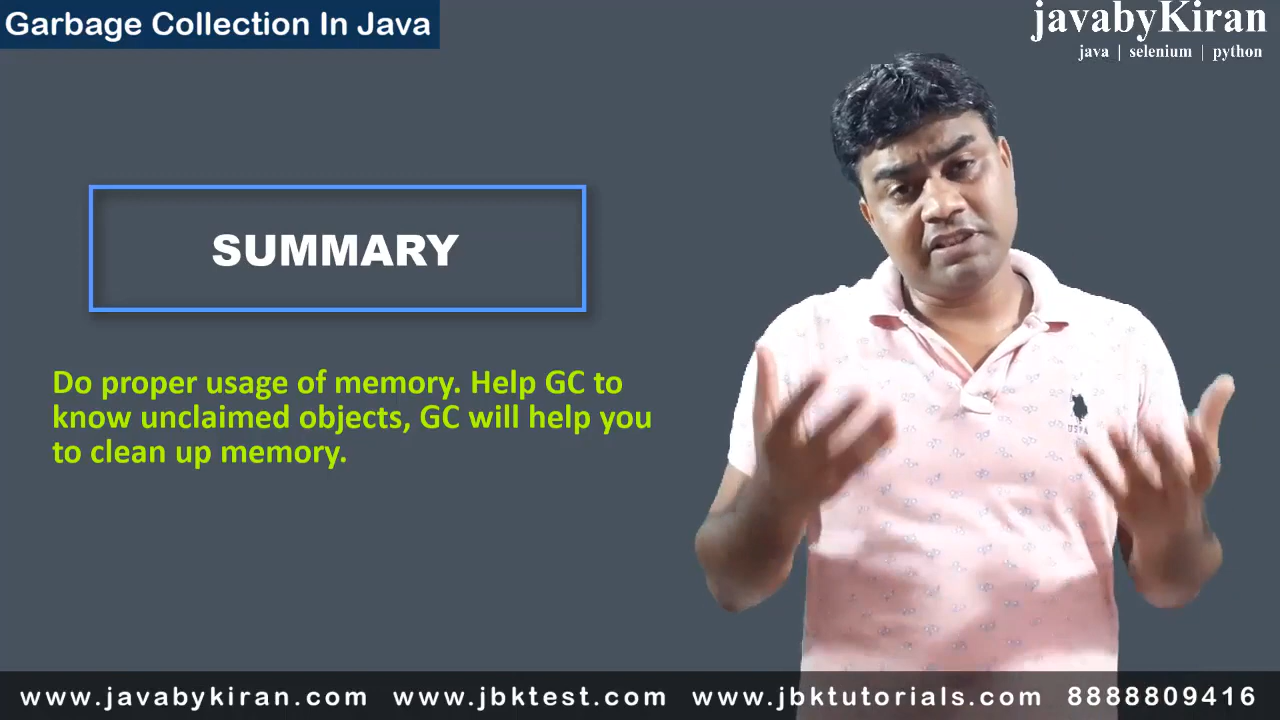 Garbage Collection In Java
javabyKiran
java | selenium | python
SUMMARY
Do proper usage of memory. Help GC to
know unclaimed objects, GC will help you
to clean up memory.
USPA
www.javabykiran.com www.jbktest.com www.jbktutorials.com 8888809416